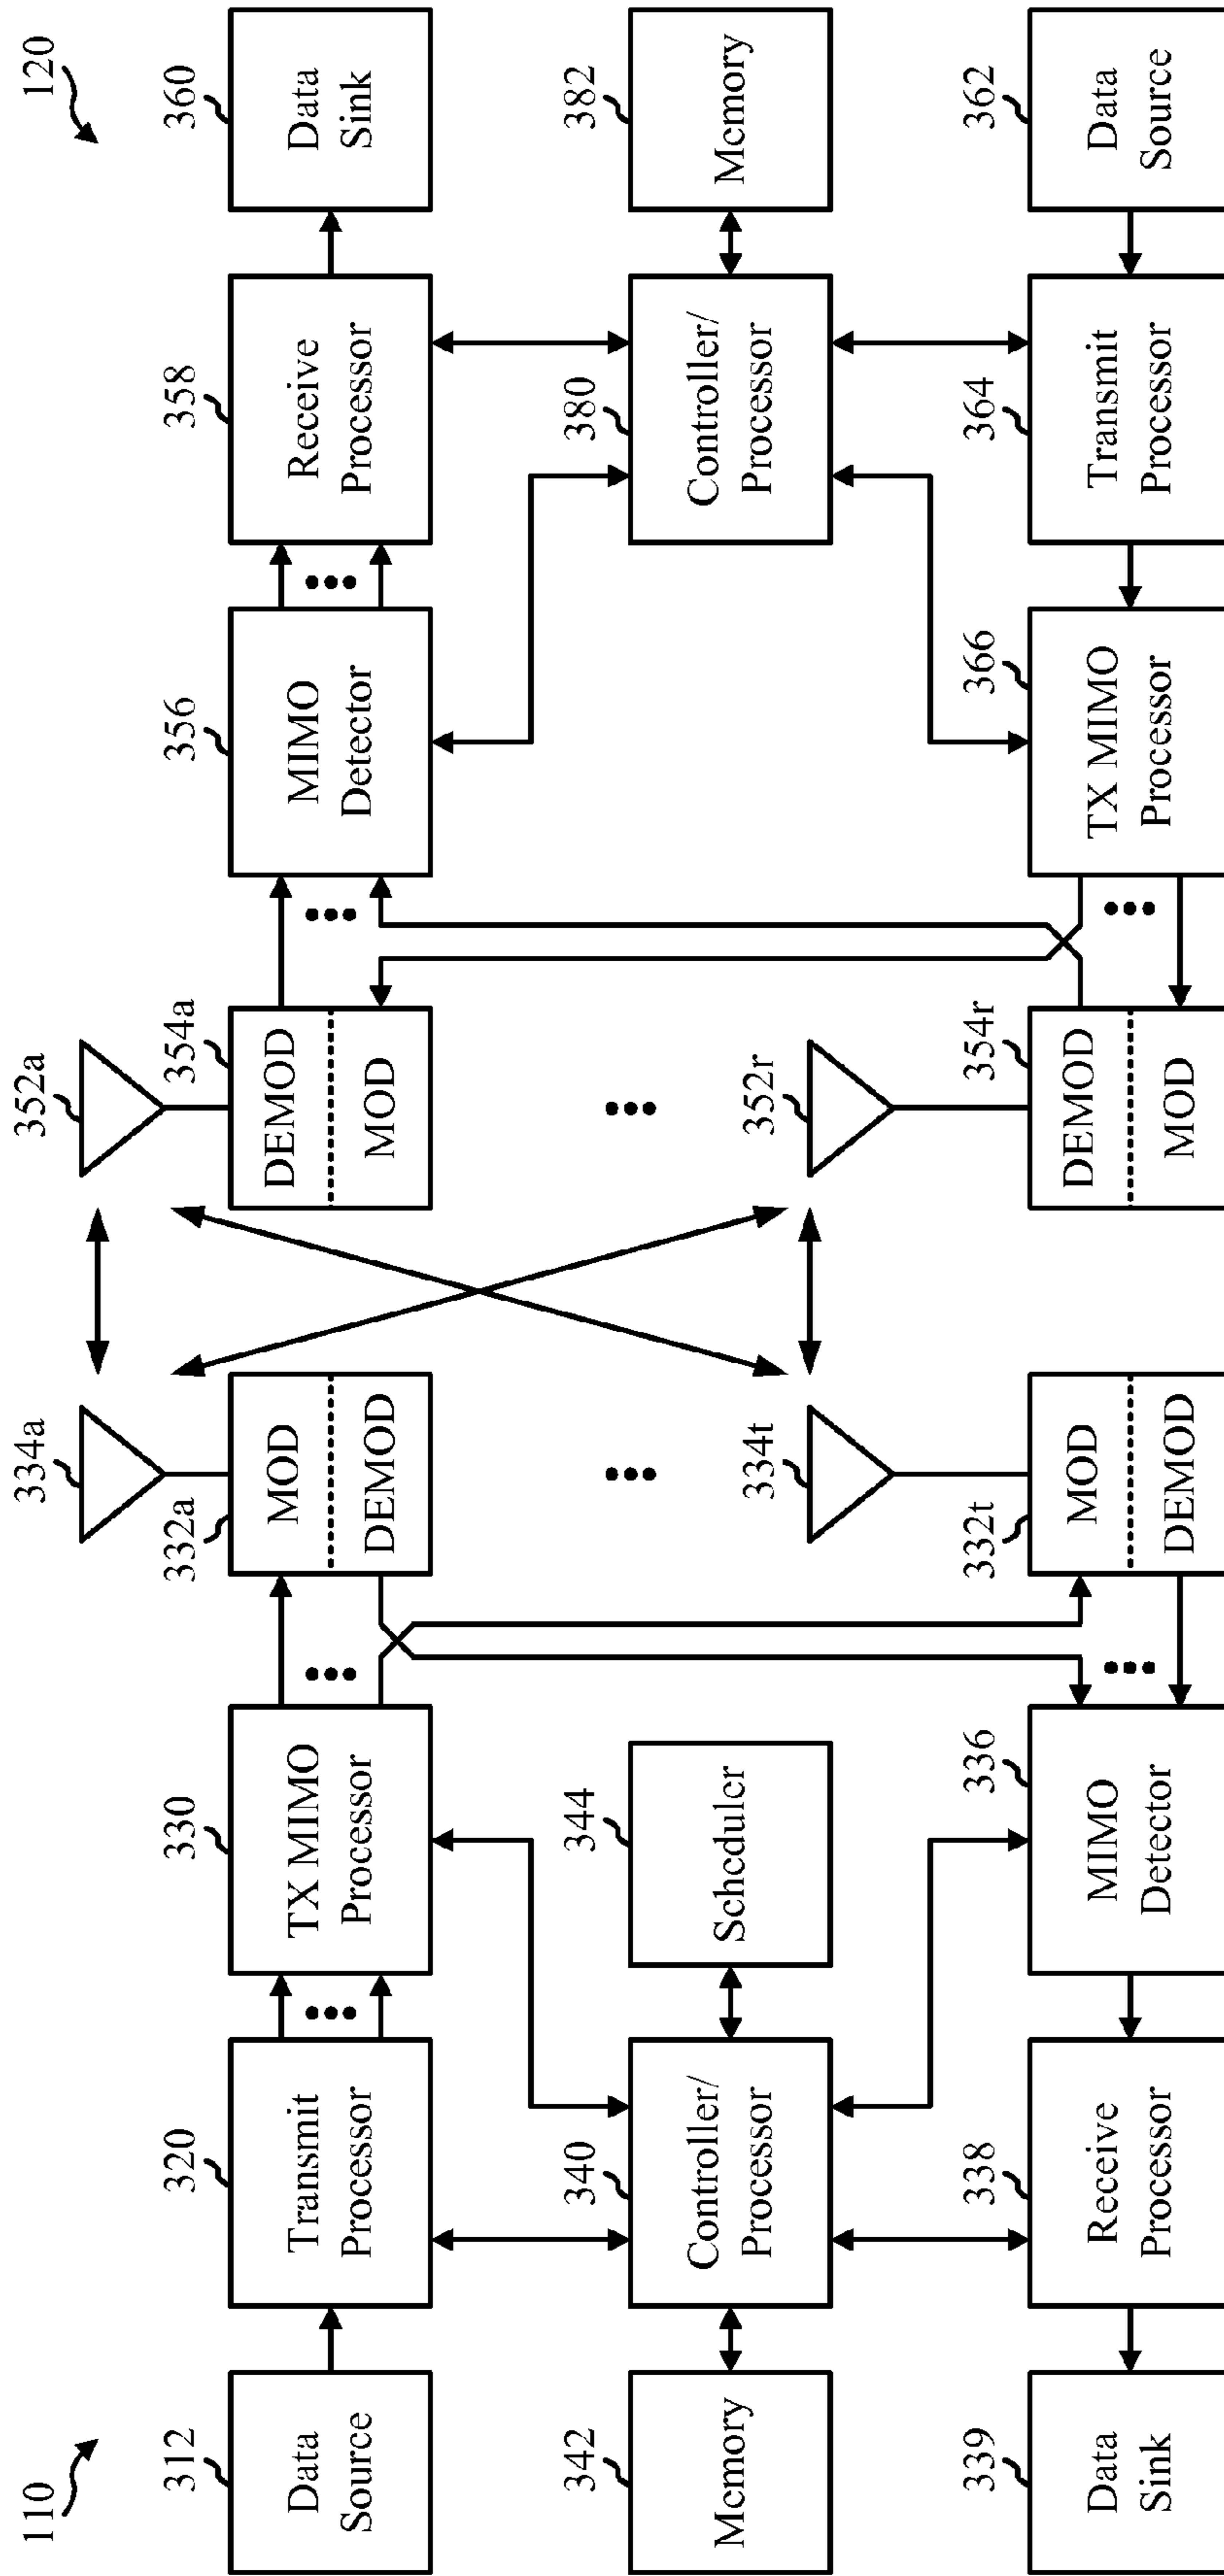 110
120
334a
352a
312
320
330
332a
354a
356
358
360
Data
Source
Transmit
Processor
TX MIMO
Processor
MOD
DEMOD
DEMOD
MOD
MIMO
Detector
Receive
Processor
Data
Sink
342
340
344
380
382
Memory
Controller/
Processor
Scheduler
Controller/
Processor
Memory
334t
352r
339
338
336
332t
354r
366
364
362
Data
Sink
Receive
Processor
MIMO
Detector
MOD
DEMOD
DEMOD
MOD
TX MIMO
Processor
Transmit
Processor
Data
Source